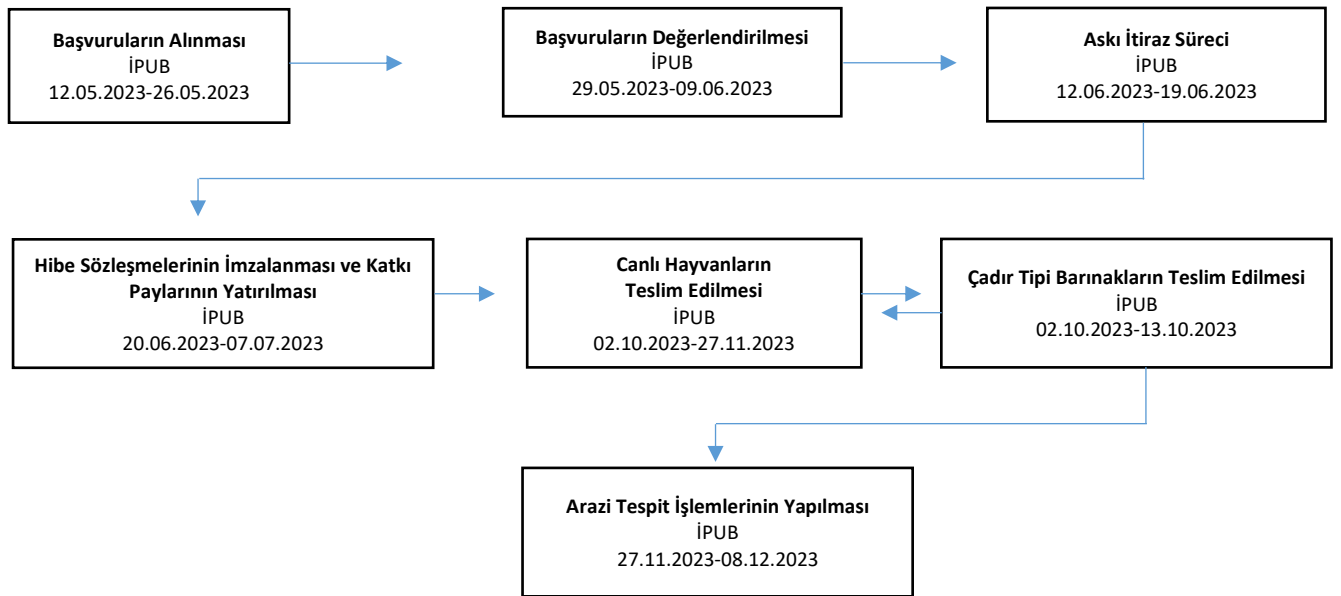 Başvuruların Alınması
İPUB
12.05.2023-26.05.2023
Başvuruların Değerlendirilmesi
İPUB
29.05.2023-09.06.2023
Askı İtiraz Süreci
İPUB
12.06.2023-19.06.2023
Hibe Sözleşmelerinin İmzalanması ve Katkı
Paylarının Yatırılması
İPUB
20.06.2023-07.07.2023
Canlı Hayvanların
Teslim Edilmesi
İPUB
02.10.2023-27.11.2023
Çadır Tipi Barınakların Teslim Edilmesi
İPUB
02.10.2023-13.10.2023
Arazi Tespit İşlemlerinin Yapılması
İPUB
27.11.2023-08.12.2023